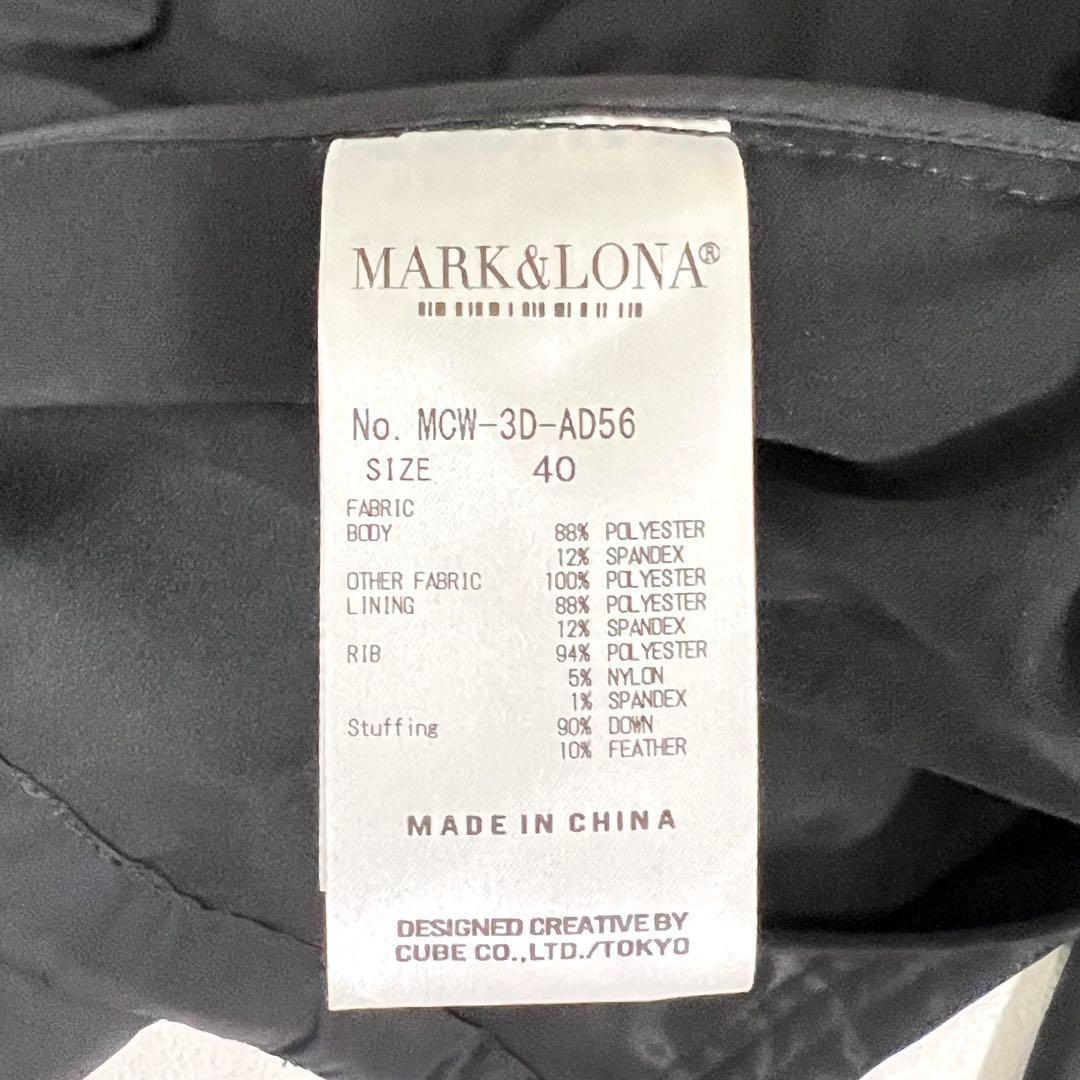 MARK&LONA®
No. MCW-3D-AD56
SIZE 40
FABRIC
BODY 88% POLYESTER
12% SPANDEX
OTHER FABRIC 100% POLYESTER
LINING 88% POLYESTER
12% SPANDEX
RIB 94% POLYESTER
5% NYLON
1% SPANDEX
Stuffing 90% DOWN
10% FEATHER
MADE IN CHINA
DESIGNED CREATIVE BY
CUBE CO.,LTD./TOKYO